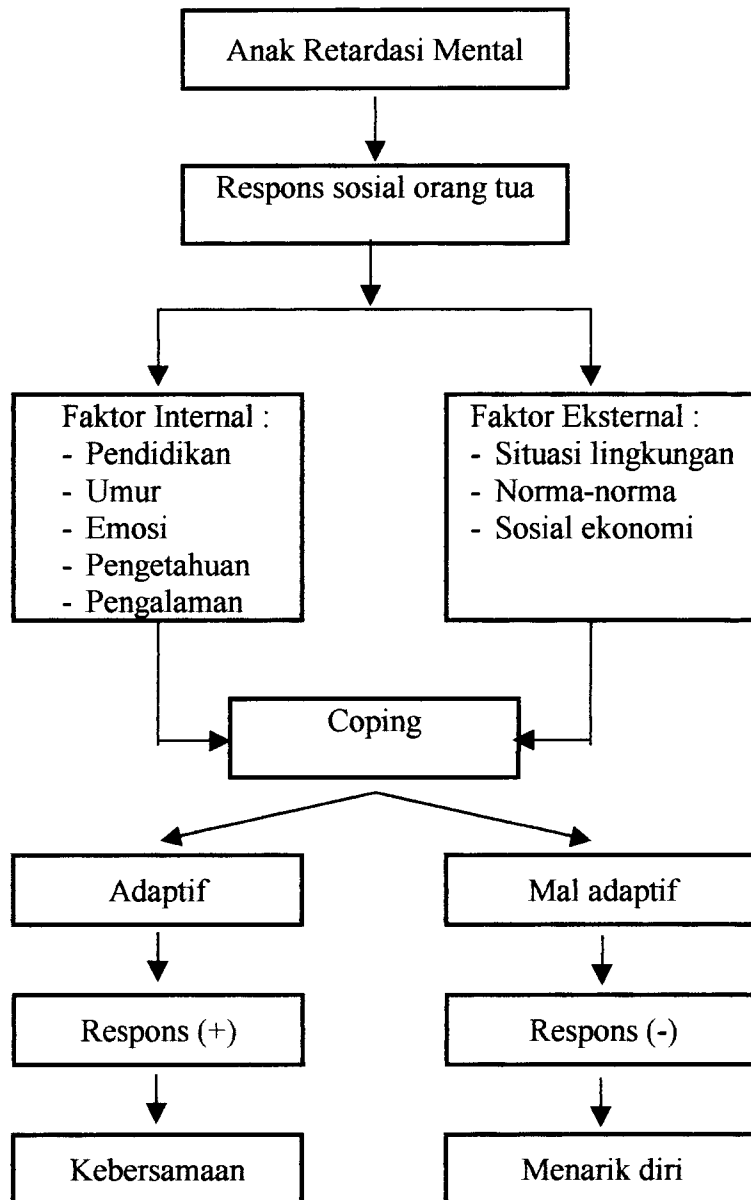 Anak Retardasi Mental
Respons sosial orang tua
Faktor Internal :
- Pendidikan
- Umur
- Emosi
- Pengetahuan
- Pengalaman
Faktor Eksternal :
- Situasi lingkungan
- Norma-norma
- Sosial ekonomi
Coping
Adaptif
Mal adaptif
Respons (+)
Respons (-)
Kebersamaan
Menarik diri